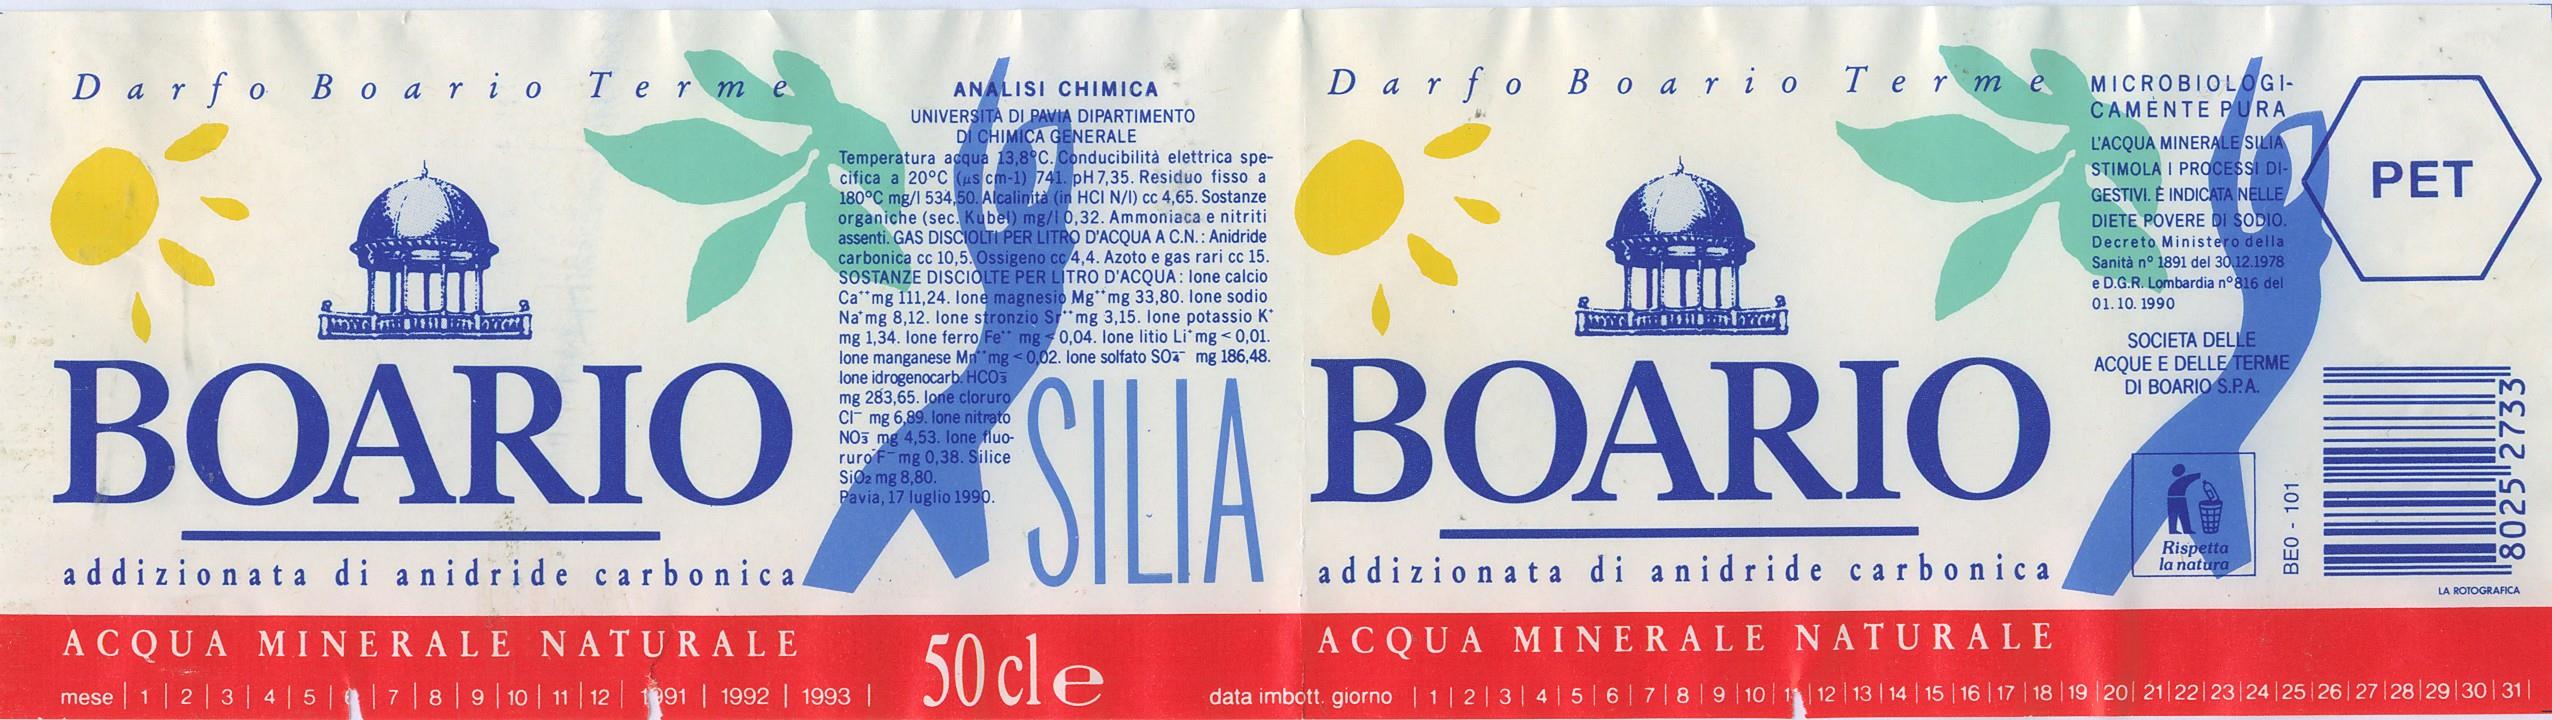 Darfo Boario Terme
BOARIO
addizionata di anidride carbonica
ACQUA MINERALE NATURALE
mese | 1 | 2 | 3 | 4 | 5 | 6 | 7 | 8 | 9 | 10 | 11 | 12 | 1991 | 1992 | 1993 |
ANALISI CHIMICA
UNIVERSITÀ DI PAVIA DIPARTIMENTO
DI CHIMICA GENERALE
Temperatura acqua 13,8°C. Conducibilità elettrica spe-
cifica a 20°C (µs cm-1) 741. pH 7,35. Residuo fisso a
180°C mg/l 534,50. Alcalinità (in HCl N/l) cc 4,65. Sostanze
organiche (sec. Kubel) mg/l 0,32. Ammoniaca e nitriti
assenti. GAS DISCIOLTI PER LITRO D'ACQUA A C.N.: Anidride
carbonica cc 10,5. Ossigeno cc 4,4. Azoto e gas rari cc 15.
SOSTANZE DISCIOLTE PER LITRO D'ACQUA: Ione calcio
Ca⁺⁺ mg 111,24. Ione magnesio Mg⁺⁺ mg 33,80. Ione sodio
Na⁺ mg 8,12. Ione stronzio Sr⁺⁺ mg 3,15. Ione potassio K⁺
mg 1,34. Ione ferro Fe⁺⁺ mg < 0,04. Ione litio Li⁺ mg < 0,01.
Ione manganese Mn⁺⁺ mg < 0,02. Ione solfato SO₄⁻ mg 186,48.
Ione idrogenocarb. HCO₃⁻
mg 283,65. Ione cloruro
Cl⁻ mg 6,89. Ione nitrato
NO₃⁻ mg 4,53. Ione fluo-
ruro F⁻ mg 0,38. Silice
SiO₂ mg 8,80.
Pavia, 17 luglio 1990.
SILIA
50 cl e
Darfo Boario Terme
BOARIO
addizionata di anidride carbonica
ACQUA MINERALE NATURALE
data imbott. giorno | 1 | 2 | 3 | 4 | 5 | 6 | 7 | 8 | 9 | 10 | 11 | 12 | 13 | 14 | 15 | 16 | 17 | 18 | 19 | 20 | 21 | 22 | 23 | 24 | 25 | 26 | 27 | 28 | 29 | 30 | 31 |
MICROBIOLOGI-
CAMENTE PURA
L'ACQUA MINERALE SILIA
STIMOLA I PROCESSI DI-
GESTIVI. È INDICATA NELLE
DIETE POVERE DI SODIO.
Decreto Ministero della
Sanità n° 1891 del 30.12.1978
e D.G.R. Lombardia n° 816 del
01.10.1990
SOCIETA DELLE
ACQUE E DELLE TERME
DI BOARIO S.P.A.
Rispetta
la natura
PET
BE0 - 101
8025 2733
LA ROTOGRAFICA